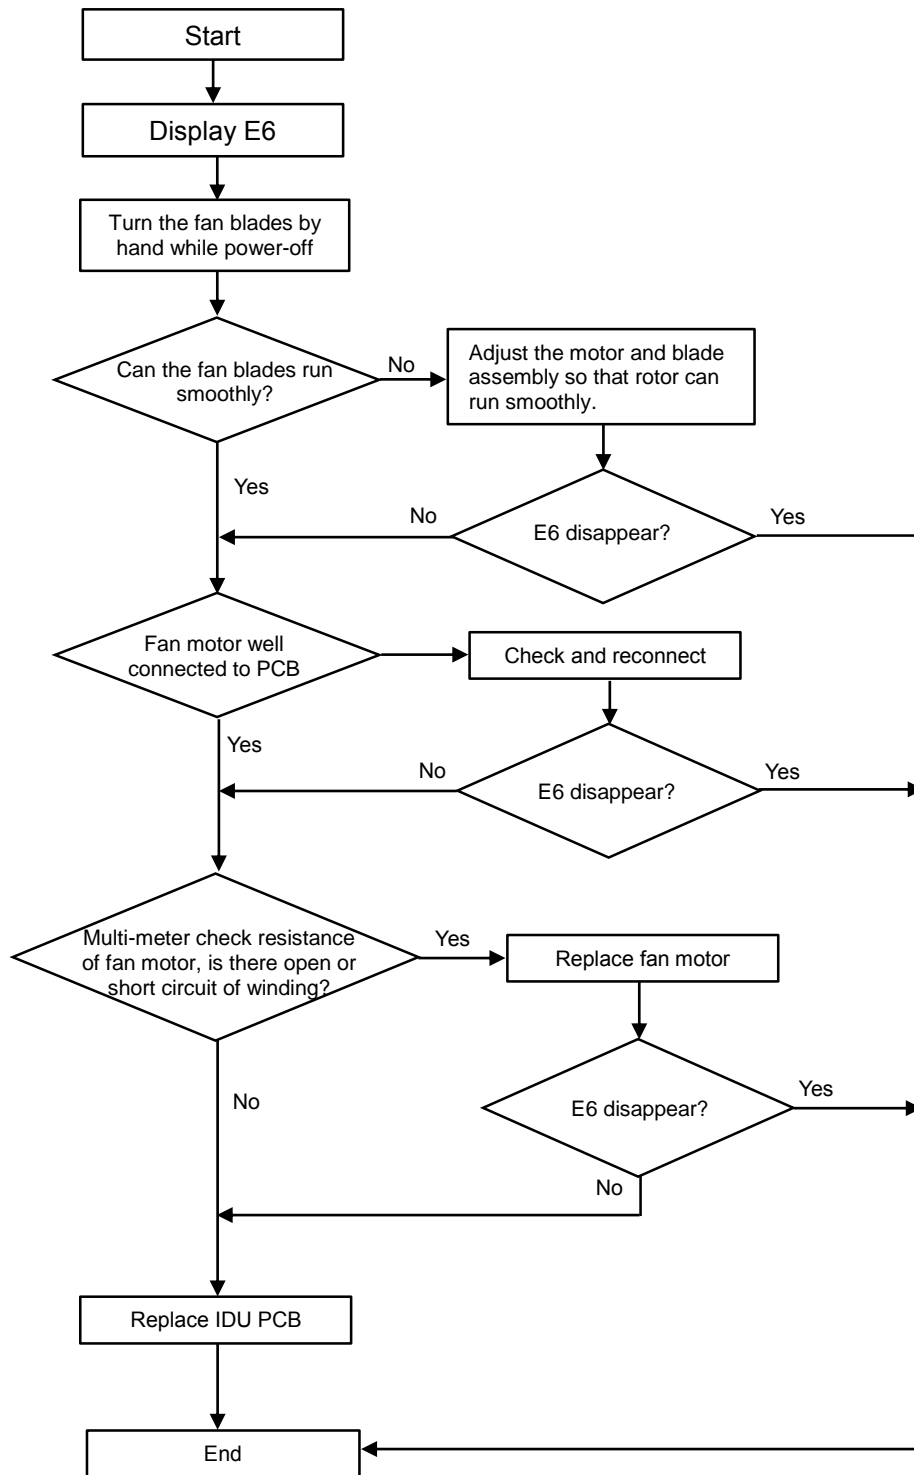 Start
Display E6
Turn the fan blades by
hand while power-off
Can the fan blades run
smoothly?
No
Adjust the motor and blade
assembly so that rotor can
run smoothly.
Yes
No
E6 disappear?
Yes
Fan motor well
connected to PCB
Check and reconnect
Yes
No
E6 disappear?
Yes
Multi-meter check resistance
of fan motor, is there open or
short circuit of winding?
Yes
Replace fan motor
No
E6 disappear?
Yes
No
Replace IDU PCB
End